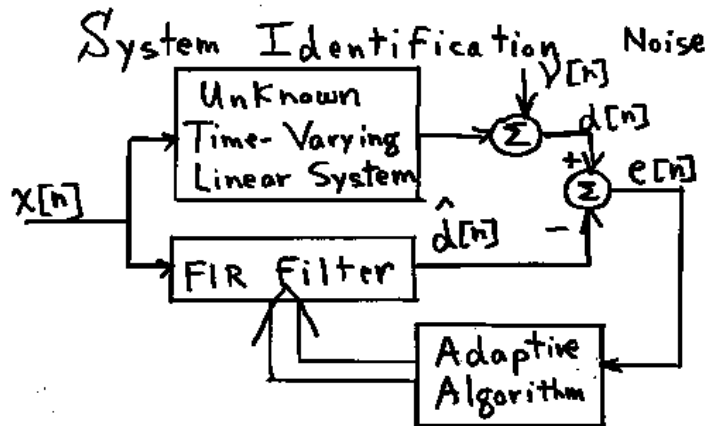 System Identification
Noise
ν[n]
Unknown
Time-Varying
Linear System
Σ
d[n]
+
Σ
e[n]
x[n]
d̂[n]
-
FIR Filter
Adaptive
Algorithm